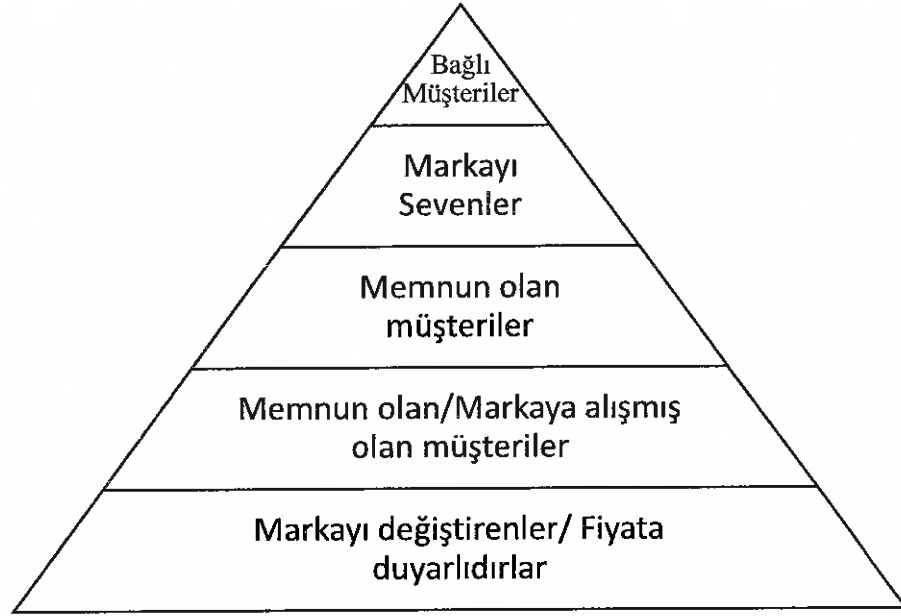 Bağlı
Müşteriler
Markayı
Sevenler
Memnun olan
müşteriler
Memnun olan/Markaya alışmış
olan müşteriler
Markayı değiştirenler/ Fiyata
duyarlıdırlar